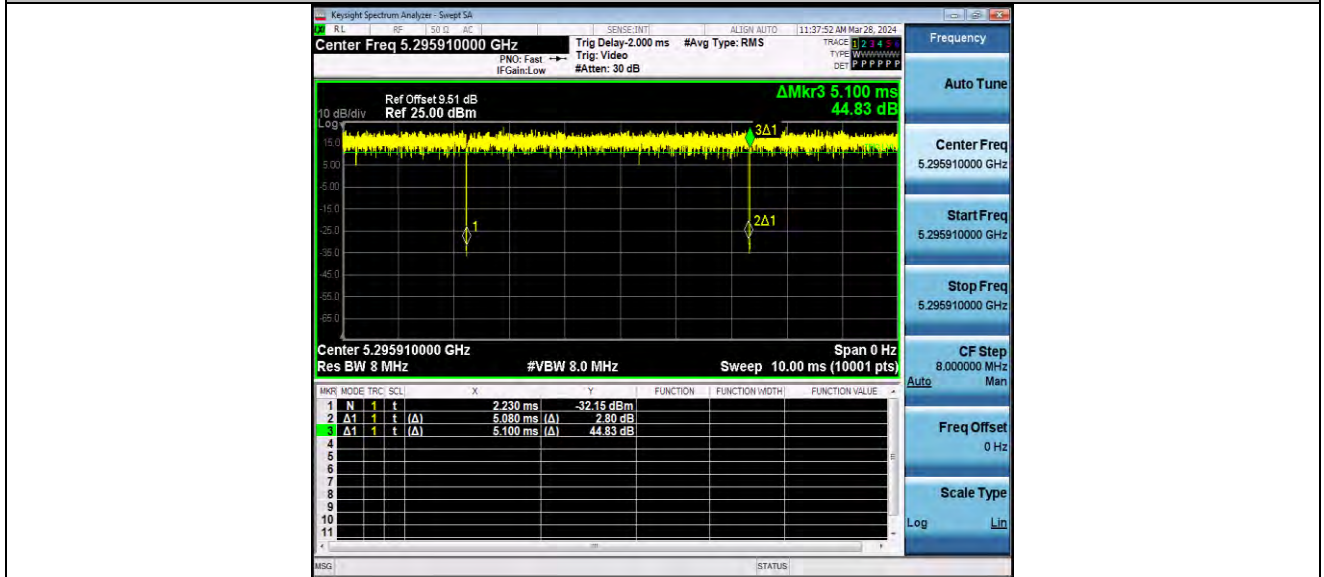 Keysight Spectrum Analyzer - Swept SA
RL RF 50 Ω AC SENSE:INT ALIGN AUTO 11:37:52 AM Mar 28, 2024
Center Freq 5.295910000 GHz
PNO: Fast
IFGain:Low
Trig Delay-2.000 ms
Trig: Video
#Atten: 30 dB
#Avg Type: RMS
TRACE 1 2 3 4 5 6
TYPE
DET P P P P P P
Frequency
ΔMkr3 5.100 ms
44.83 dB
Ref Offset 9.51 dB
10 dB/div Ref 25.00 dBm
Log
15.0
5.00
-5.00
-15.0
-25.0
-35.0
-45.0
-55.0
-65.0
3Δ1
1
2Δ1
Center 5.295910000 GHz Span 0 Hz
Res BW 8 MHz #VBW 8.0 MHz Sweep 10.00 ms (10001 pts)
MKR MODE TRC SCL X Y FUNCTION FUNCTION WIDTH FUNCTION VALUE
1 N 1 t 2.230 ms -32.15 dBm
2 Δ1 1 t (Δ) 5.080 ms (Δ) 2.80 dB
3 Δ1 1 t (Δ) 5.100 ms (Δ) 44.83 dB
4
5
6
7
8
9
10
11
MSG STATUS
Auto Tune
Center Freq
5.295910000 GHz
Start Freq
5.295910000 GHz
Stop Freq
5.295910000 GHz
CF Step
8.000000 MHz
Auto Man
Freq Offset
0 Hz
Scale Type
Log Lin